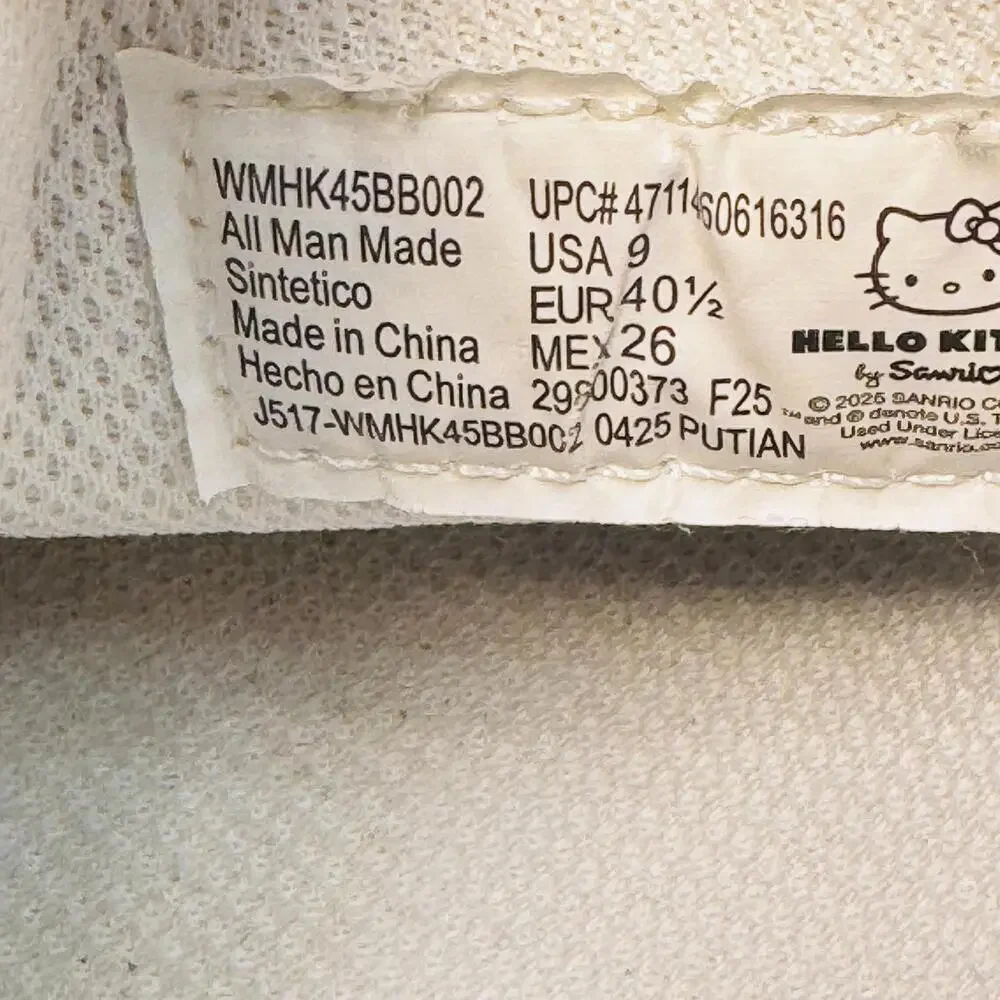 WMHK45BB002
All Man Made
Sintetico
Made in China
Hecho en China
J517-WMHK45BB002 0425 PUTIAN
UPC# 4711460616316
USA 9
EUR 40½
MEX 26
29900373 F25
HELLO KIT
by Sanrio
© 2025 SANRIO C
™ and ® denote U.S. T
Used Under Lice
www.sanrio.c